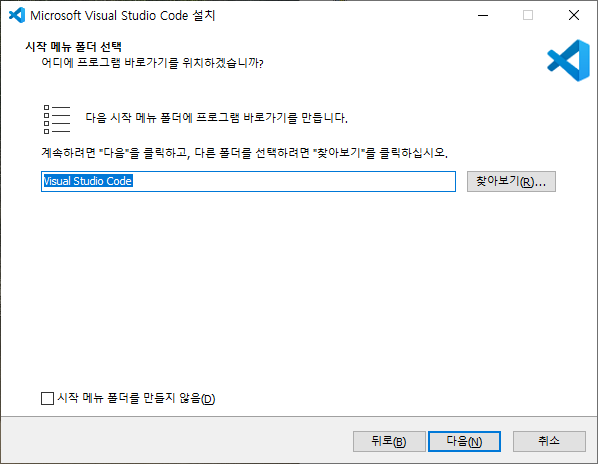 Microsoft Visual Studio Code 설치
시작 메뉴 폴더 선택
어디에 프로그램 바로가기를 위치하겠습니까?
다음 시작 메뉴 폴더에 프로그램 바로가기를 만듭니다.
계속하려면 "다음"을 클릭하고, 다른 폴더를 선택하려면 "찾아보기"를 클릭하십시오.
Visual Studio Code 찾아보기(R)...
시작 메뉴 폴더를 만들지 않음(D)
뒤로(B) 다음(N) 취소